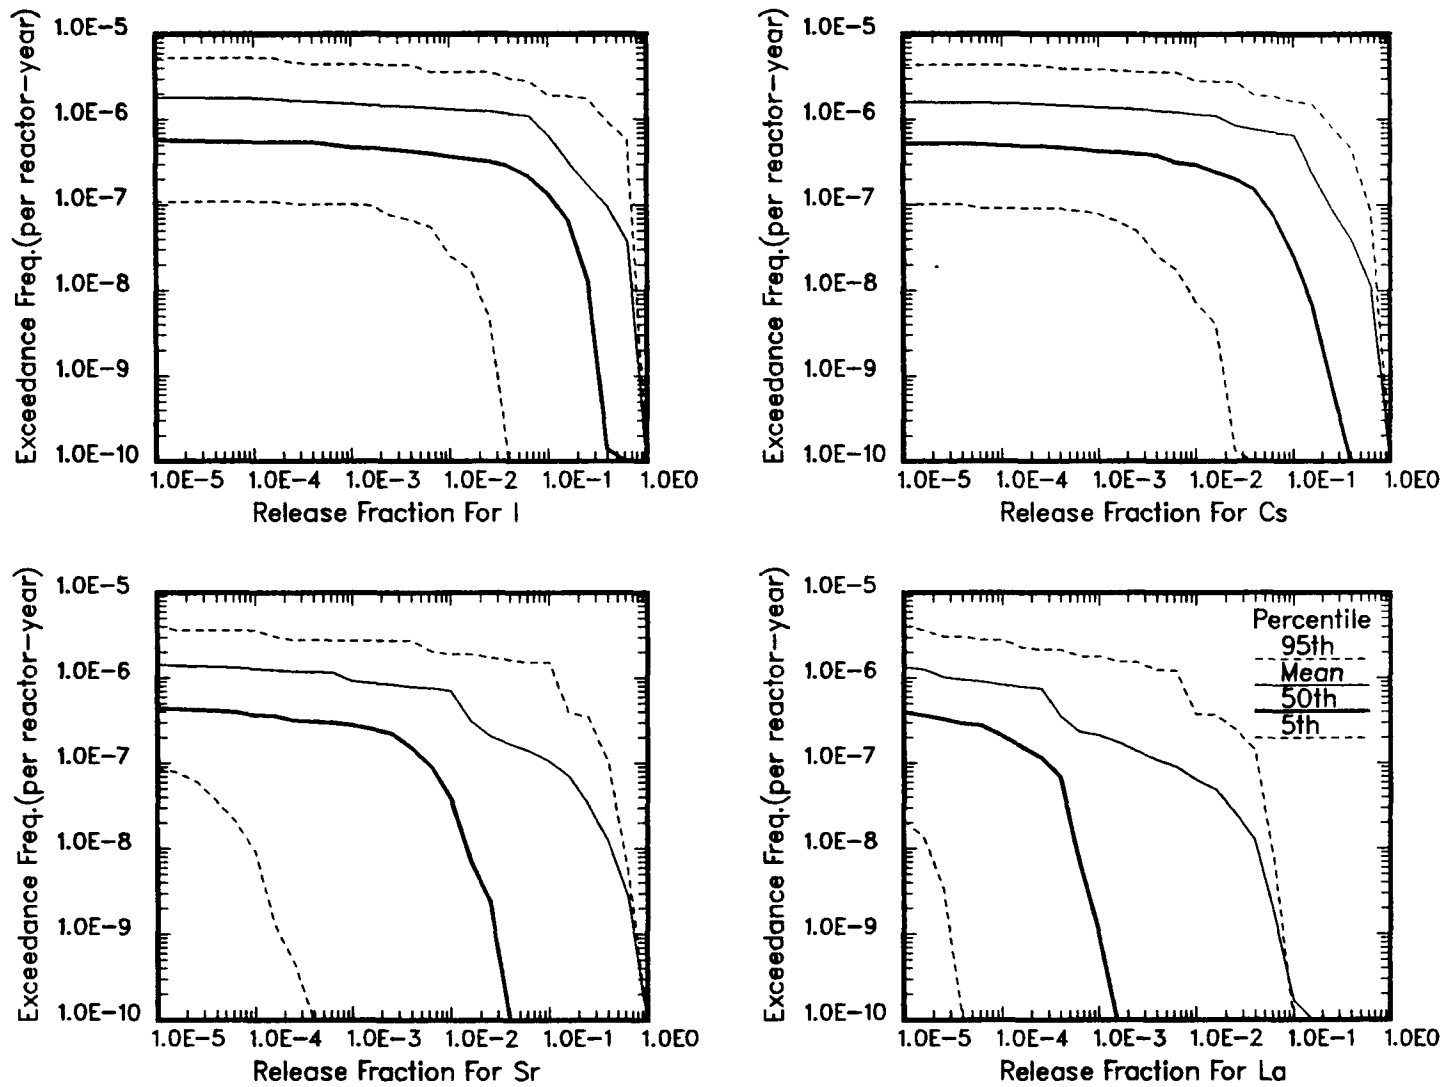 Exceedance Freq.(per reactor-year)
1.0E-5
1.0E-6
1.0E-7
1.0E-8
1.0E-9
1.0E-10
1.0E-5 1.0E-4 1.0E-3 1.0E-2 1.0E-1 1.0E0
Release Fraction For I
Exceedance Freq.(per reactor-year)
1.0E-5
1.0E-6
1.0E-7
1.0E-8
1.0E-9
1.0E-10
1.0E-5 1.0E-4 1.0E-3 1.0E-2 1.0E-1 1.0E0
Release Fraction For Cs
Exceedance Freq.(per reactor-year)
1.0E-5
1.0E-6
1.0E-7
1.0E-8
1.0E-9
1.0E-10
1.0E-5 1.0E-4 1.0E-3 1.0E-2 1.0E-1 1.0E0
Release Fraction For Sr
Exceedance Freq.(per reactor-year)
1.0E-5
1.0E-6
1.0E-7
1.0E-8
1.0E-9
1.0E-10
Percentile
95th
Mean
50th
5th
1.0E-5 1.0E-4 1.0E-3 1.0E-2 1.0E-1 1.0E0
Release Fraction For La